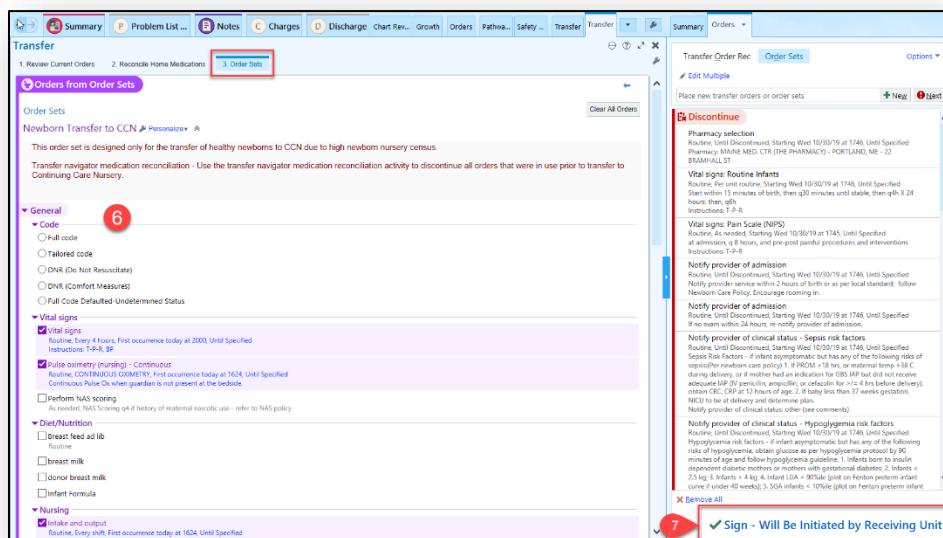 Summary
P Problem List ...
Notes
C Charges
D Discharge
Chart Rev...
Growth
Orders
Pathwa...
Safety ...
Transfer
Transfer
Summary
Orders
Transfer
1. Review Current Orders
2. Reconcile Home Medications
3. Order Sets
Orders from Order Sets
Order Sets
Clear All Orders
Newborn Transfer to CCN Personalize
This order set is designed only for the transfer of healthy newborns to CCN due to high newborn nursery census.
Transfer navigator medication reconciliation - Use the transfer navigator medication reconciliation activity to discontinue all orders that were in use prior to transfer to
Continuing Care Nursery.
General
6
Code
Full code
Tailored code
DNR (Do Not Resuscitate)
DNR (Comfort Measures)
Full Code Defaulted-Undetermined Status
Vital signs
Vital signs
Routine, Every 4 hours, First occurrence today at 2000, Until Specified
Instructions: T-P-R, BP
Pulse oximetry (nursing) - Continuous
Routine, CONTINUOUS OXIMETRY, First occurrence today at 1624, Until Specified
Continuous Pulse Ox when guardian is not present at the bedside.
Perform NAS scoring
As needed, NAS Scoring q4 if history of maternal narcotic use - refer to NAS policy
Diet/Nutrition
Breast feed ad lib
Routine
breast milk
donor breast milk
Infant Formula
Nursing
Intake and output
Routine, Every shift, First occurrence today at 1624, Until Specified
Transfer Order Rec
Order Sets
Options
Edit Multiple
Place new transfer orders or order sets
New
Next
Discontinue
Pharmacy selection
Routine, Until Discontinued, Starting Wed 10/30/19 at 1746, Until Specified
Pharmacy: MAINE MED. CTR (THE PHARMACY) - PORTLAND, ME - 22
BRAMHALL ST
Vital signs: Routine Infants
Routine, Per unit routine, Starting Wed 10/30/19 at 1746, Until Specified
Start within 15 minutes of birth, then q30 minutes until stable, then q4h X 24
hours; than, q6h
Instructions: T-P-R
Vital signs: Pain Scale (NIPS)
Routine, As needed, Starting Wed 10/30/19 at 1745, Until Specified
at admission, q 8 hours, and pre-post painful procedures and interventions
Instructions: T-P-R
Notify provider of admission
Routine, Until Discontinued, Starting Wed 10/30/19 at 1746, Until Specified
Notify provider service within 2 hours of birth or as per local standard; follow
Newborn Care Policy. Encourage rooming in.
Notify provider of admission
Routine, Until Discontinued, Starting Wed 10/30/19 at 1746, Until Specified
If no exam within 24 hours, re-notify provider of admission.
Notify provider of clinical status - Sepsis risk factors
Routine, Until Discontinued, Starting Wed 10/30/19 at 1746, Until Specified
Sepsis Risk Factors - if infant asymptomatic but has any of the following risks of
sepsis(Per newborn care policy) 1. If PROM >18 hrs, or maternal temp >38 C
during delivery, or if mother had an indication for GBS IAP but did not receive
adequate IAP (IV penicillin, ampicillin, or cefazolin for >/= 4 hrs before delivery),
obtain CBC, CRP at 12 hours of age. 2. If baby less than 37 weeks gestation,
NICU to be at delivery and determine plan.
Notify provider of clinical status: other (see comments)
Notify provider of clinical status - Hypoglygemia risk factors
Routine, Until Discontinued, Starting Wed 10/30/19 at 1746, Until Specified
Hypoglycemia risk factors - if infant asymptomatic but has any of the following
risks of hypoglycemia, obtain glucose as per hypoglycemia protocol by 90
minutes of age and follow hypoglycemia guideline: 1. Infants born to insulin
dependent diabetic mothers or mothers with gestational diabetes; 2. Infants <
2.5 kg; 3. Infants > 4 kg; 4. Infant LGA > 90%ile (plot on Fenton preterm infant
curve if under 40 weeks); 5. SGA infants < 10%ile (plot on Fenton preterm infant
Remove All
7
Sign - Will Be Initiated by Receiving Unit